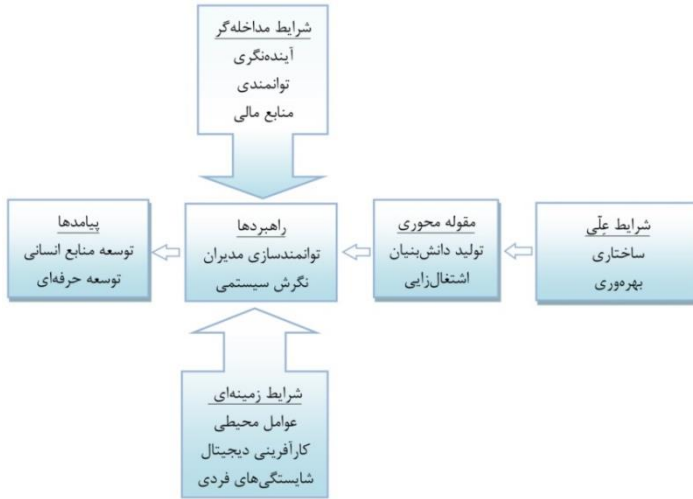 شرایط مداخله‌گر
آینده‌نگری
توانمندی
منابع مالی
شرایط عِلّی
ساختاری
بهره‌وری
مقوله محوری
تولید دانش‌بنیان
اشتغال‌زایی
راهبردها
توانمندسازی مدیران
نگرش سیستمی
پیامدها
توسعه منابع انسانی
توسعه حرفه‌ای
شرایط زمینه‌ای
عوامل محیطی
کارآفرینی دیجیتال
شایستگی‌های فردی